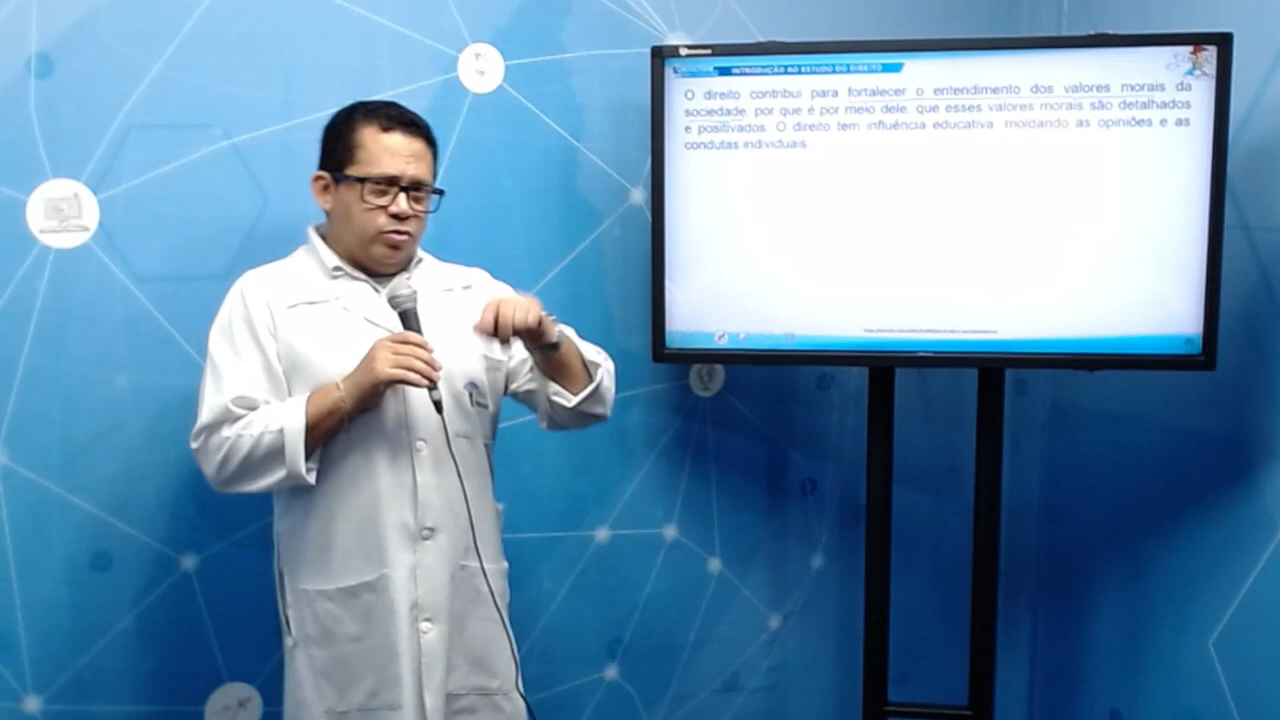 INTRODUÇÃO AO ESTUDO DO DIREITO
O direito contribui para fortalecer o entendimento dos valores morais da
sociedade, por que é por meio dele, que esses valores morais são detalhados
e positivados. O direito tem influência educativa moldando as opiniões e as
condutas individuais.